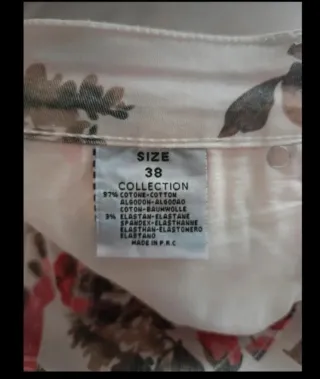 SIZE
38
COLLECTION
97% COTONE-COTTON
ALGODON-ALGODAO
COTON-BAUMWOLLE
3% ELASTAN-ELASTANE
SPANDEX-ELASTHANNE
ELASTHAN-ELASTOMERO
ELASTANO
MADE IN P.R.C